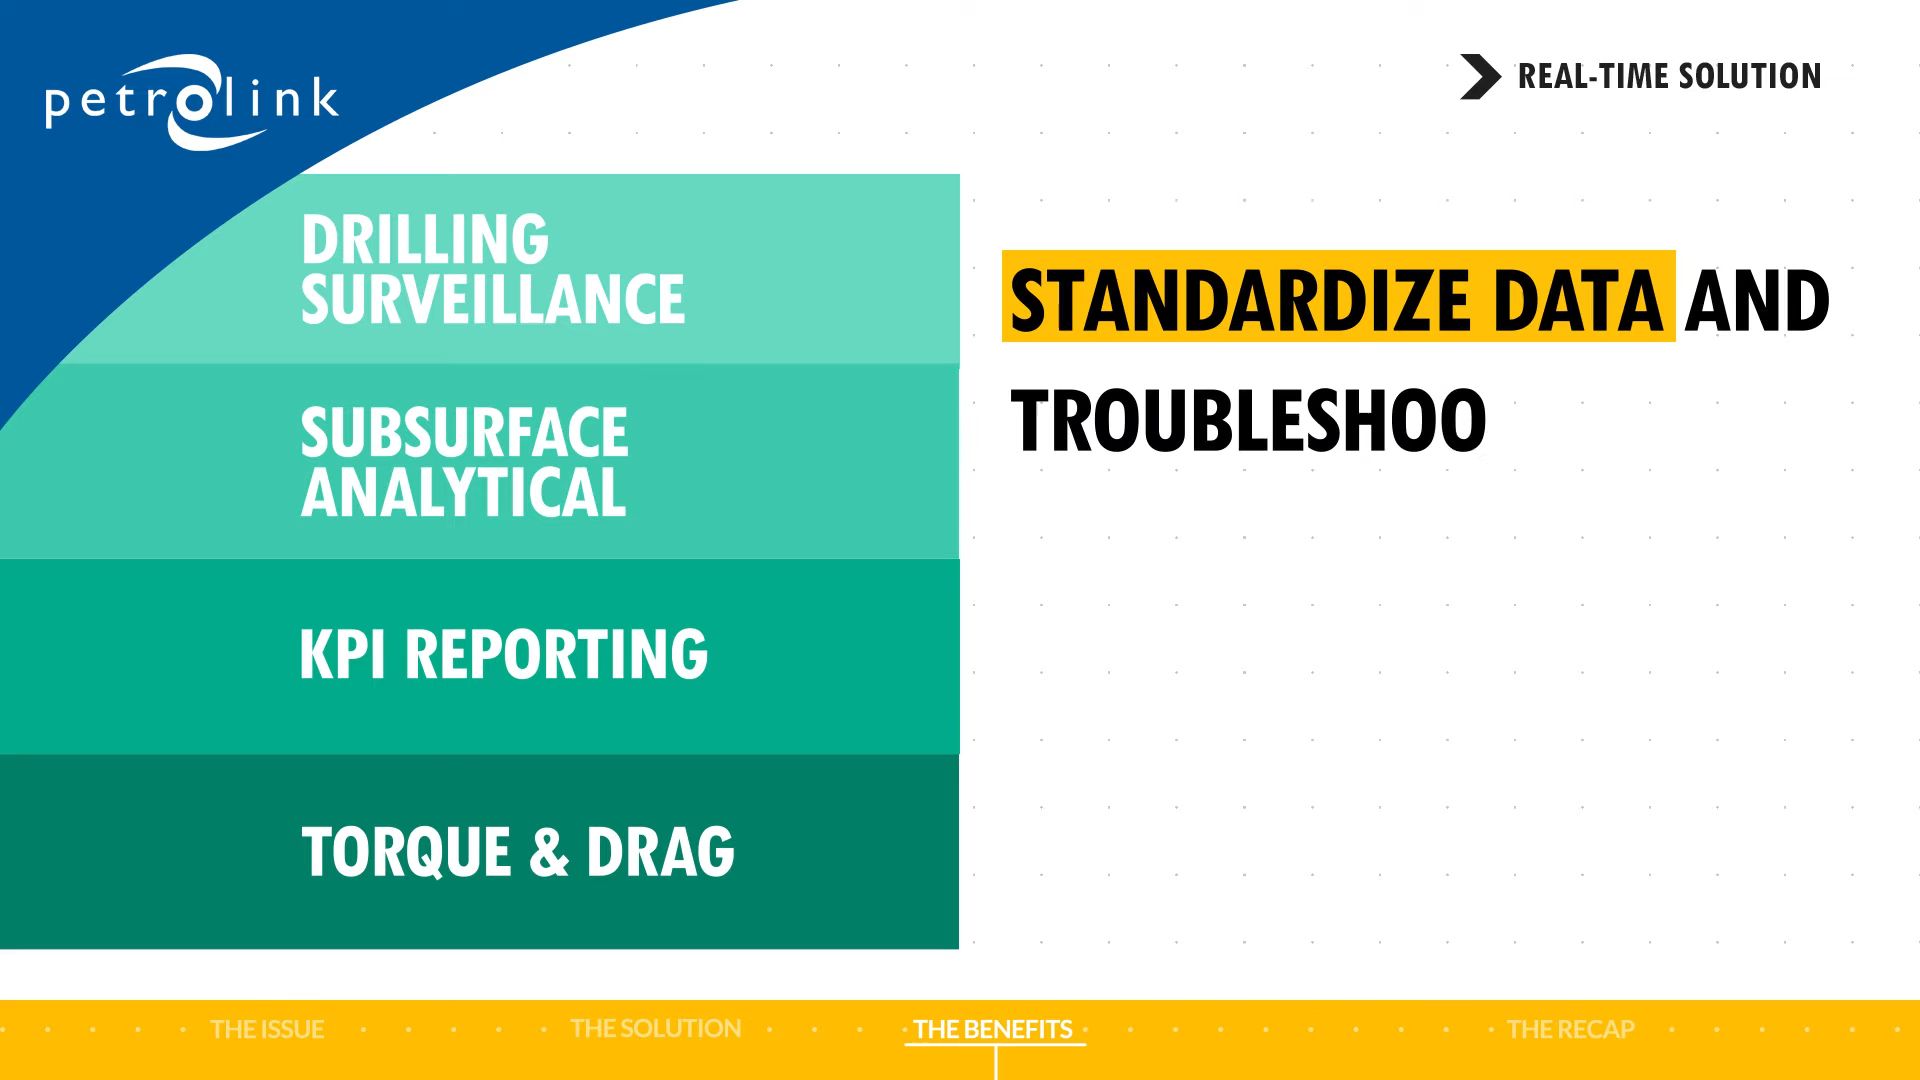 petrolink
REAL-TIME SOLUTION
DRILLING
SURVEILLANCE
SUBSURFACE
ANALYTICAL
KPI REPORTING
TORQUE & DRAG
STANDARDIZE DATA AND
TROUBLESHOO
THE ISSUE
THE SOLUTION
THE BENEFITS
THE RECAP